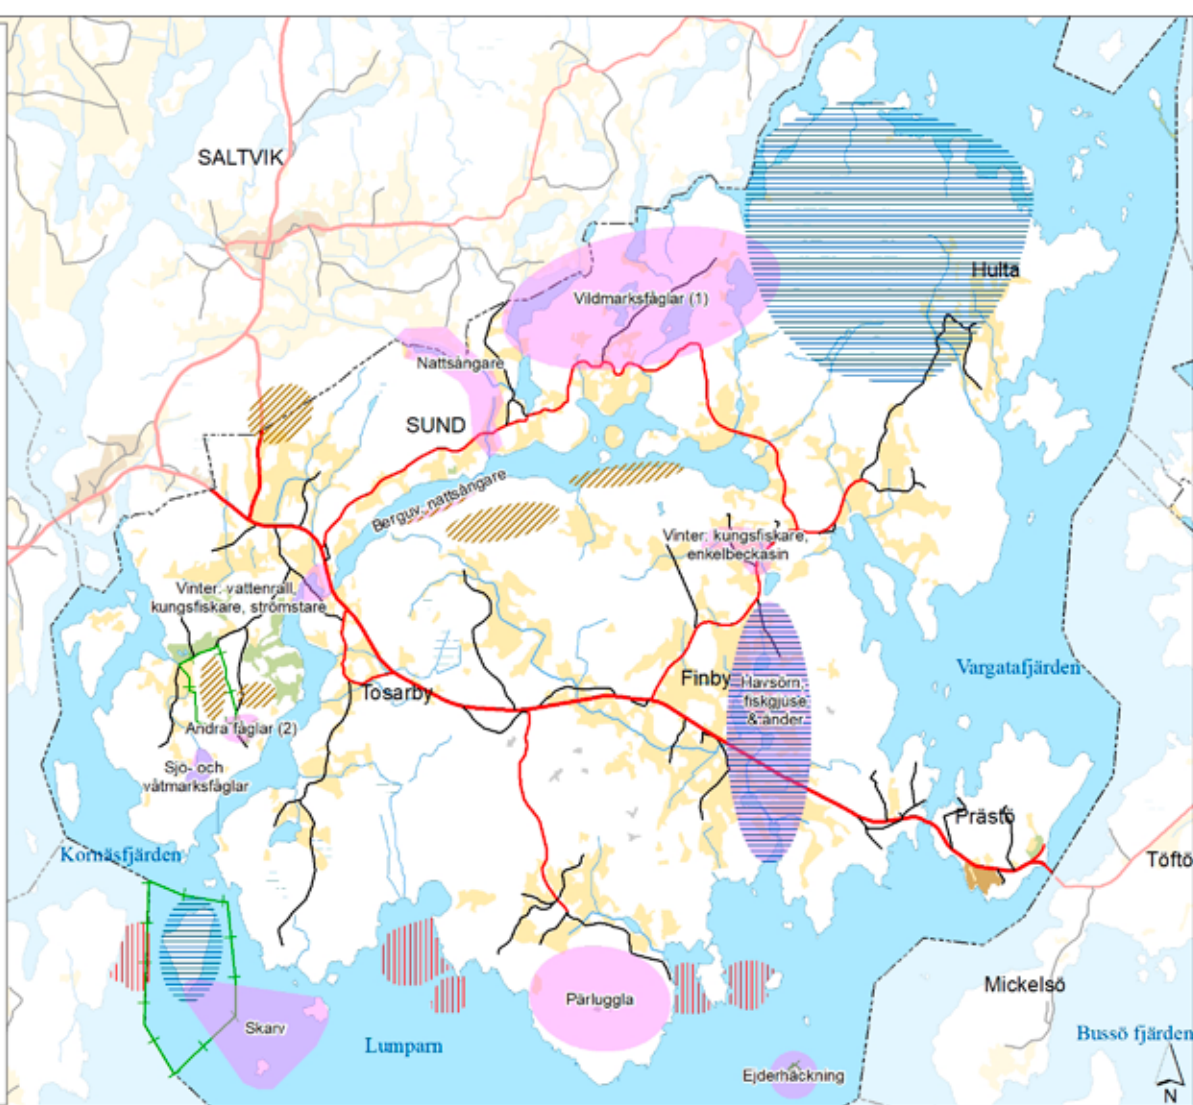 SALTVIK
Hulta
Vildmarksfåglar (1)
Nattsångare
SUND
Berguv, nattsångare
Vinter: kungsfiskare,
enkelbeckasin
Vinter: vattenrall,
kungsfiskare, strömstare
Vargatafjärden
Finby
Havsörn,
fiskgjuse
& änder
Tosarby
Andra fåglar (2)
Sjö- och
våtmarksfåglar
Prästö
Kornäsfjärden
Töftö
Mickelsö
Pärluggla
Skarv
Bussö fjärden
Lumparn
Ejderhäckning
N